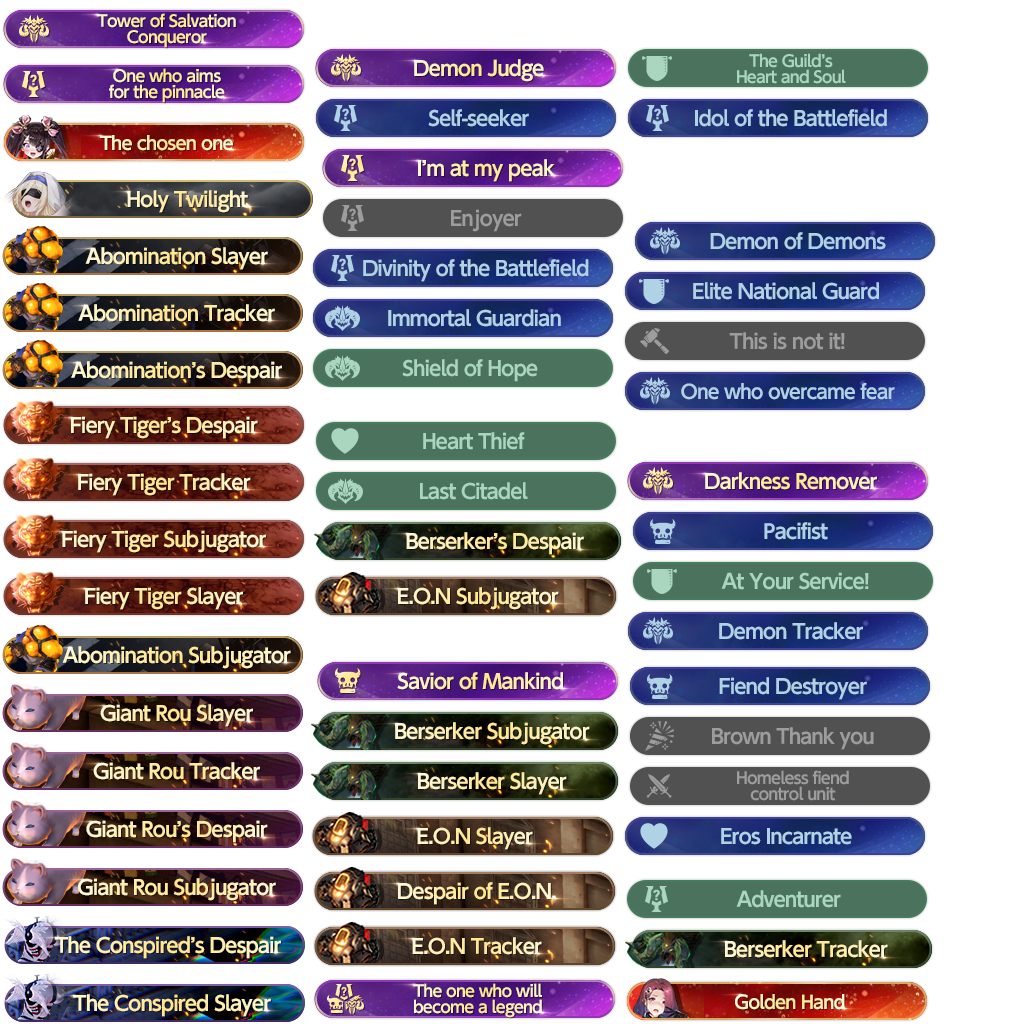 Tower of Salvation
Conqueror
One who aims
for the pinnacle
The chosen one
Holy Twilight
Abomination Slayer
Abomination Tracker
Abomination's Despair
Fiery Tiger's Despair
Fiery Tiger Tracker
Fiery Tiger Subjugator
Fiery Tiger Slayer
Abomination Subjugator
Giant Rou Slayer
Giant Rou Tracker
Giant Rou's Despair
Giant Rou Subjugator
The Conspired's Despair
The Conspired Slayer
Demon Judge
Self-seeker
I'm at my peak
Enjoyer
Divinity of the Battlefield
Immortal Guardian
Shield of Hope
Heart Thief
Last Citadel
Berserker's Despair
E.O.N Subjugator
Savior of Mankind
Berserker Subjugator
Berserker Slayer
E.O.N Slayer
Despair of E.O.N.
E.O.N Tracker
The one who will
become a legend
The Guild's
Heart and Soul
Idol of the Battlefield
Demon of Demons
Elite National Guard
This is not it!
One who overcame fear
Darkness Remover
Pacifist
At Your Service!
Demon Tracker
Fiend Destroyer
Brown Thank you
Homeless fiend
control unit
Eros Incarnate
Adventurer
Berserker Tracker
Golden Hand